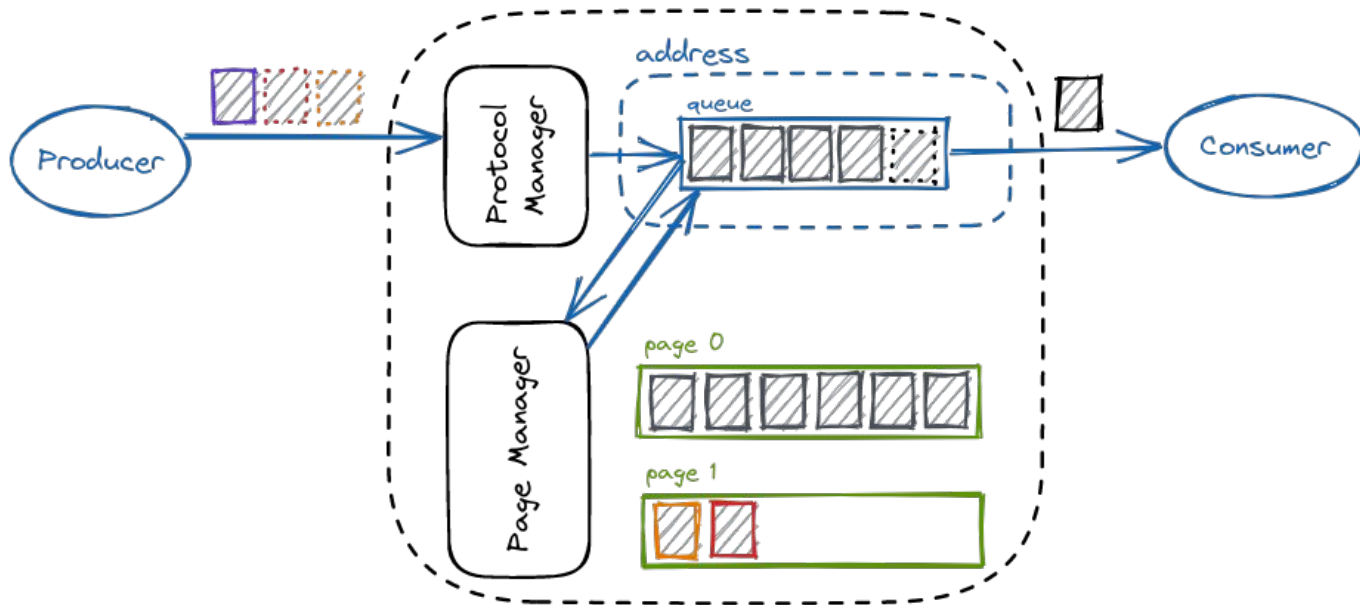 Producer
Protocol
Manager
address
queue
Consumer
Page Manager
page 0
page 1